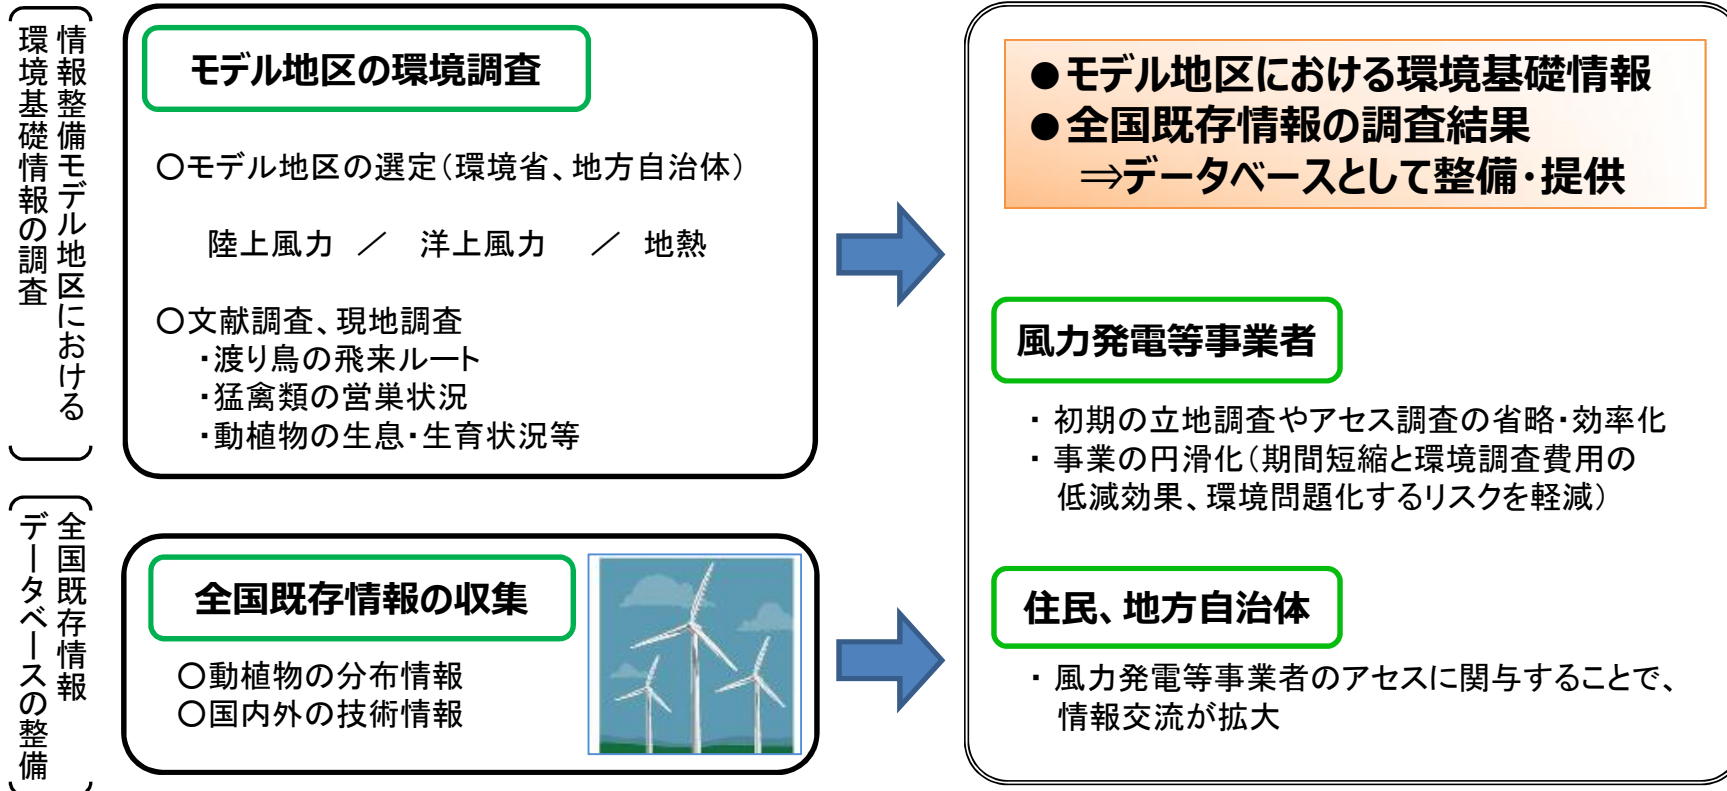 情報整備モデル地区における
環境基礎情報の調査
モデル地区の環境調査
○モデル地区の選定（環境省、地方自治体）
陸上風力 ／ 洋上風力 ／ 地熱
○文献調査、現地調査
・渡り鳥の飛来ルート
・猛禽類の営巣状況
・動植物の生息・生育状況等
全国既存情報
データベースの整備
全国既存情報の収集
○動植物の分布情報
○国内外の技術情報
●モデル地区における環境基礎情報
●全国既存情報の調査結果
⇒データベースとして整備・提供
風力発電等事業者
・ 初期の立地調査やアセス調査の省略・効率化
・ 事業の円滑化（期間短縮と環境調査費用の
低減効果、環境問題化するリスクを軽減）
住民、地方自治体
・ 風力発電等事業者のアセスに関与することで、
情報交流が拡大